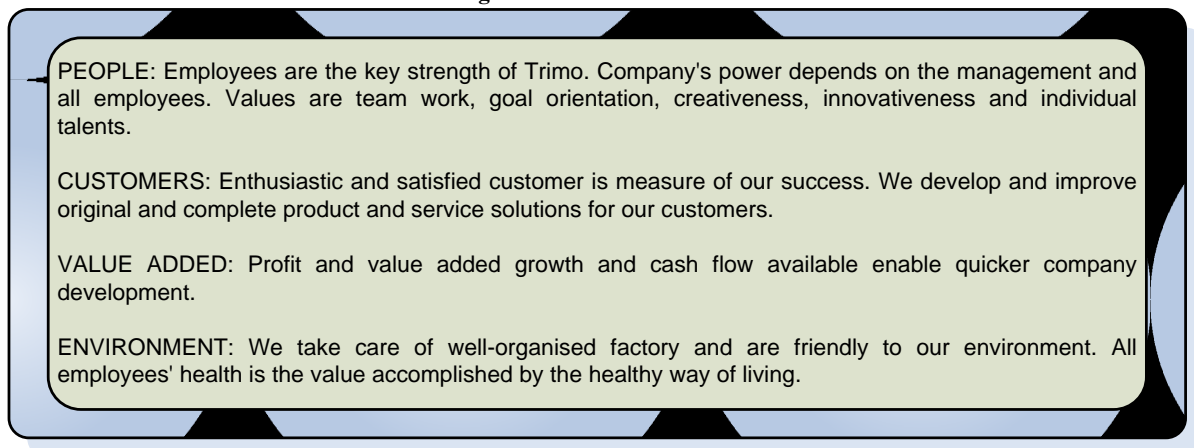 PEOPLE: Employees are the key strength of Trimo. Company's power depends on the management and
all employees. Values are team work, goal orientation, creativeness, innovativeness and individual
talents.
CUSTOMERS: Enthusiastic and satisfied customer is measure of our success. We develop and improve
original and complete product and service solutions for our customers.
VALUE ADDED: Profit and value added growth and cash flow available enable quicker company
development.
ENVIRONMENT: We take care of well-organised factory and are friendly to our environment. All
employees' health is the value accomplished by the healthy way of living.